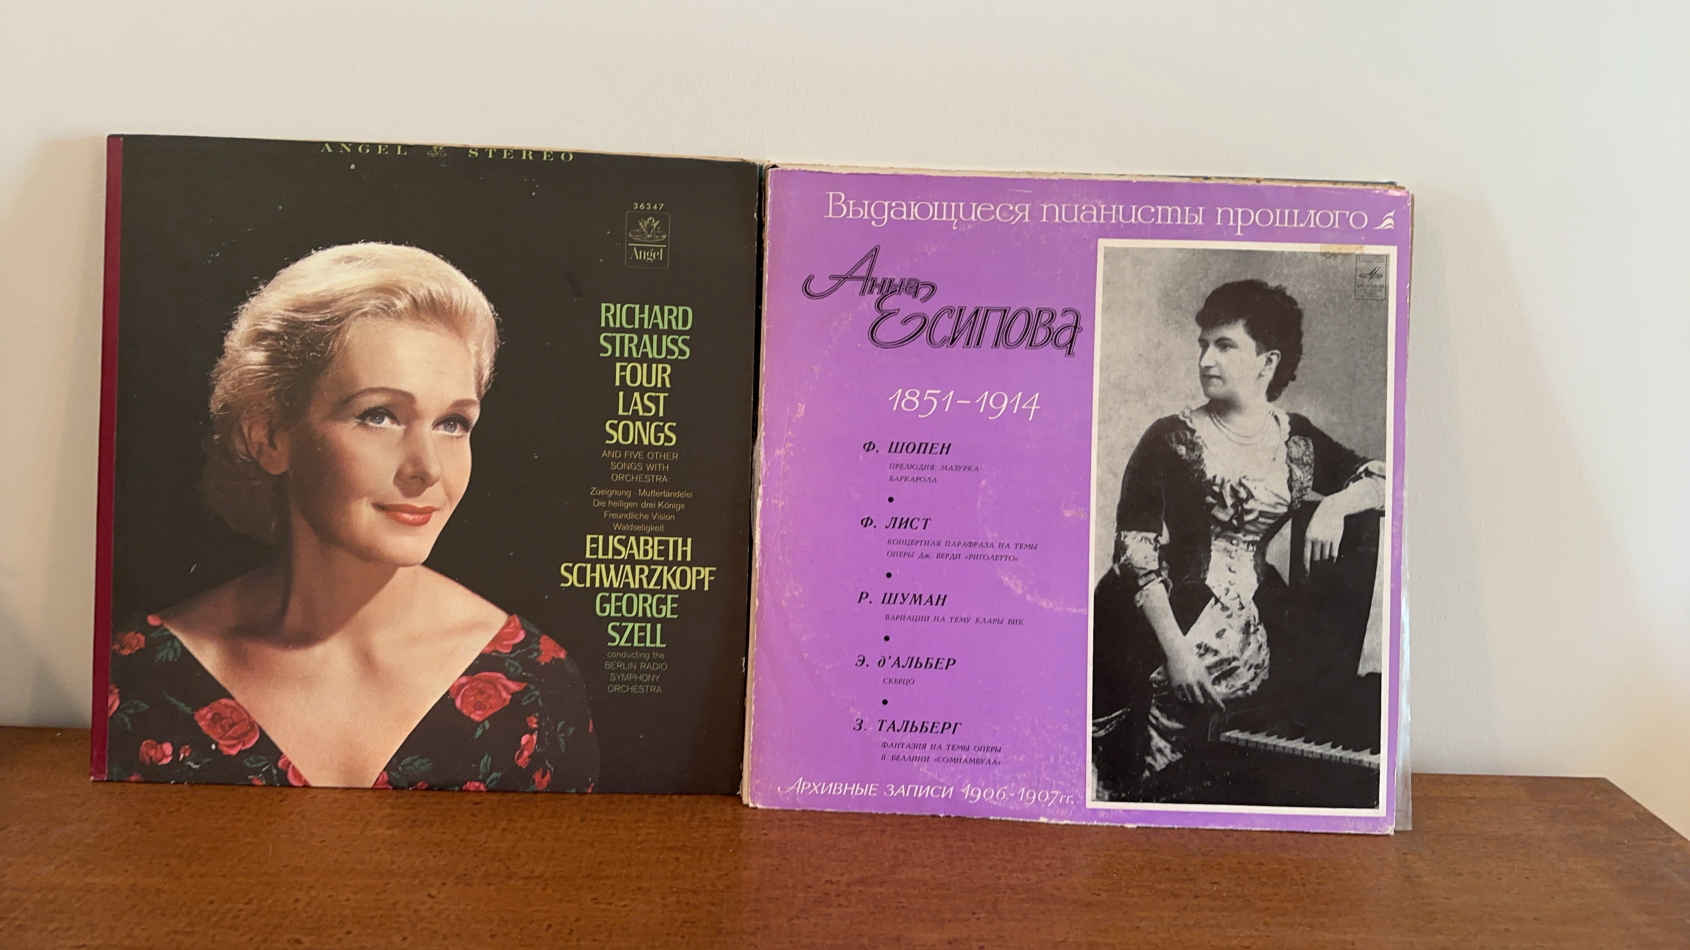 ANGEL STEREO
36347
Angel
RICHARD
STRAUSS
FOUR
LAST
SONGS
AND FIVE OTHER
SONGS WITH
ORCHESTRA:
Zueignung · Muttertändelei
Die heiligen drei Könige
Freundliche Vision
Waldseligkeit
ELISABETH
SCHWARZKOPF
GEORGE
SZELL
conducting the
BERLIN RADIO
SYMPHONY
ORCHESTRA
Выдающиеся пианисты прошлого
Анна
Есипова
1851-1914
Ф. ШОПЕН
ПРЕЛЮДИЯ МАЗУРКА
БАРКАРОЛА
Ф. ЛИСТ
КОНЦЕРТНАЯ ПАРАФРАЗА НА ТЕМЫ
ОПЕРЫ ДЖ. ВЕРДИ «РИГОЛЕТТО»
Р. ШУМАН
ВАРИАЦИИ НА ТЕМУ КЛАРЫ ВИК
Э. д'АЛЬБЕР
СКЕРЦО
З. ТАЛЬБЕРГ
ФАНТАЗИЯ НА ТЕМЫ ОПЕРЫ
В. БЕЛЛИНИ «СОМНАМБУЛА»
АРХИВНЫЕ ЗАПИСИ 1906-1907гг.